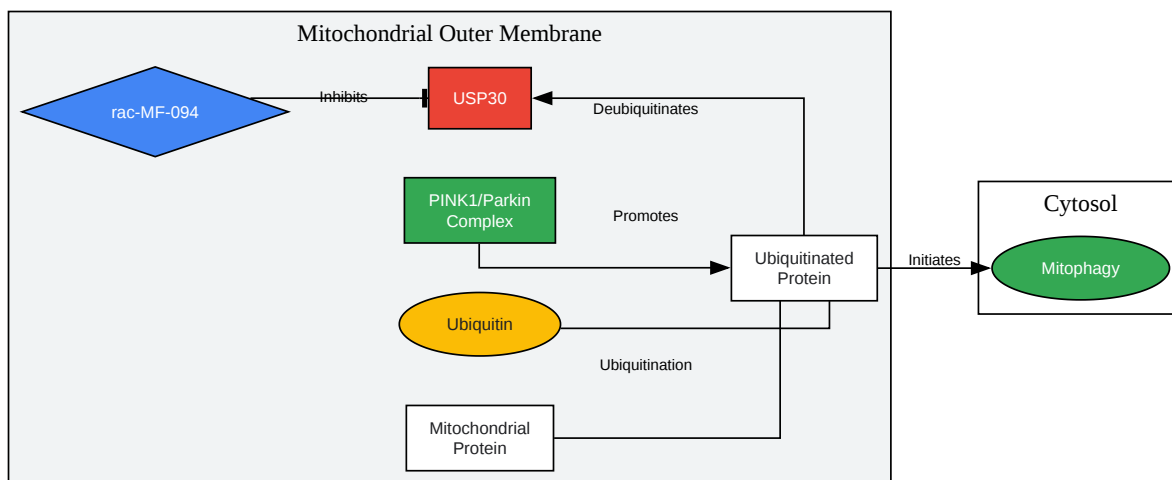 Mitochondrial Outer Membrane
rac-MF-094
Inhibits
USP30
Deubiquitinates
PINK1/Parkin
Complex
Promotes
Ubiquitinated
Protein
Initiates
Cytosol
Mitophagy
Ubiquitin
Ubiquitination
Mitochondrial
Protein